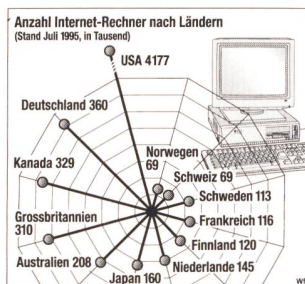 Anzahl Internet-Rechner nach Ländern
(Stand Juli 1995, in Tausend)
USA 4177
Deutschland 360
Norwegen
69
Kanada 329
Schweiz 69
Schweden 113
Grossbritannien
310
Frankreich 116
Finnland 120
Australien 208
Niederlande 145
Japan 160